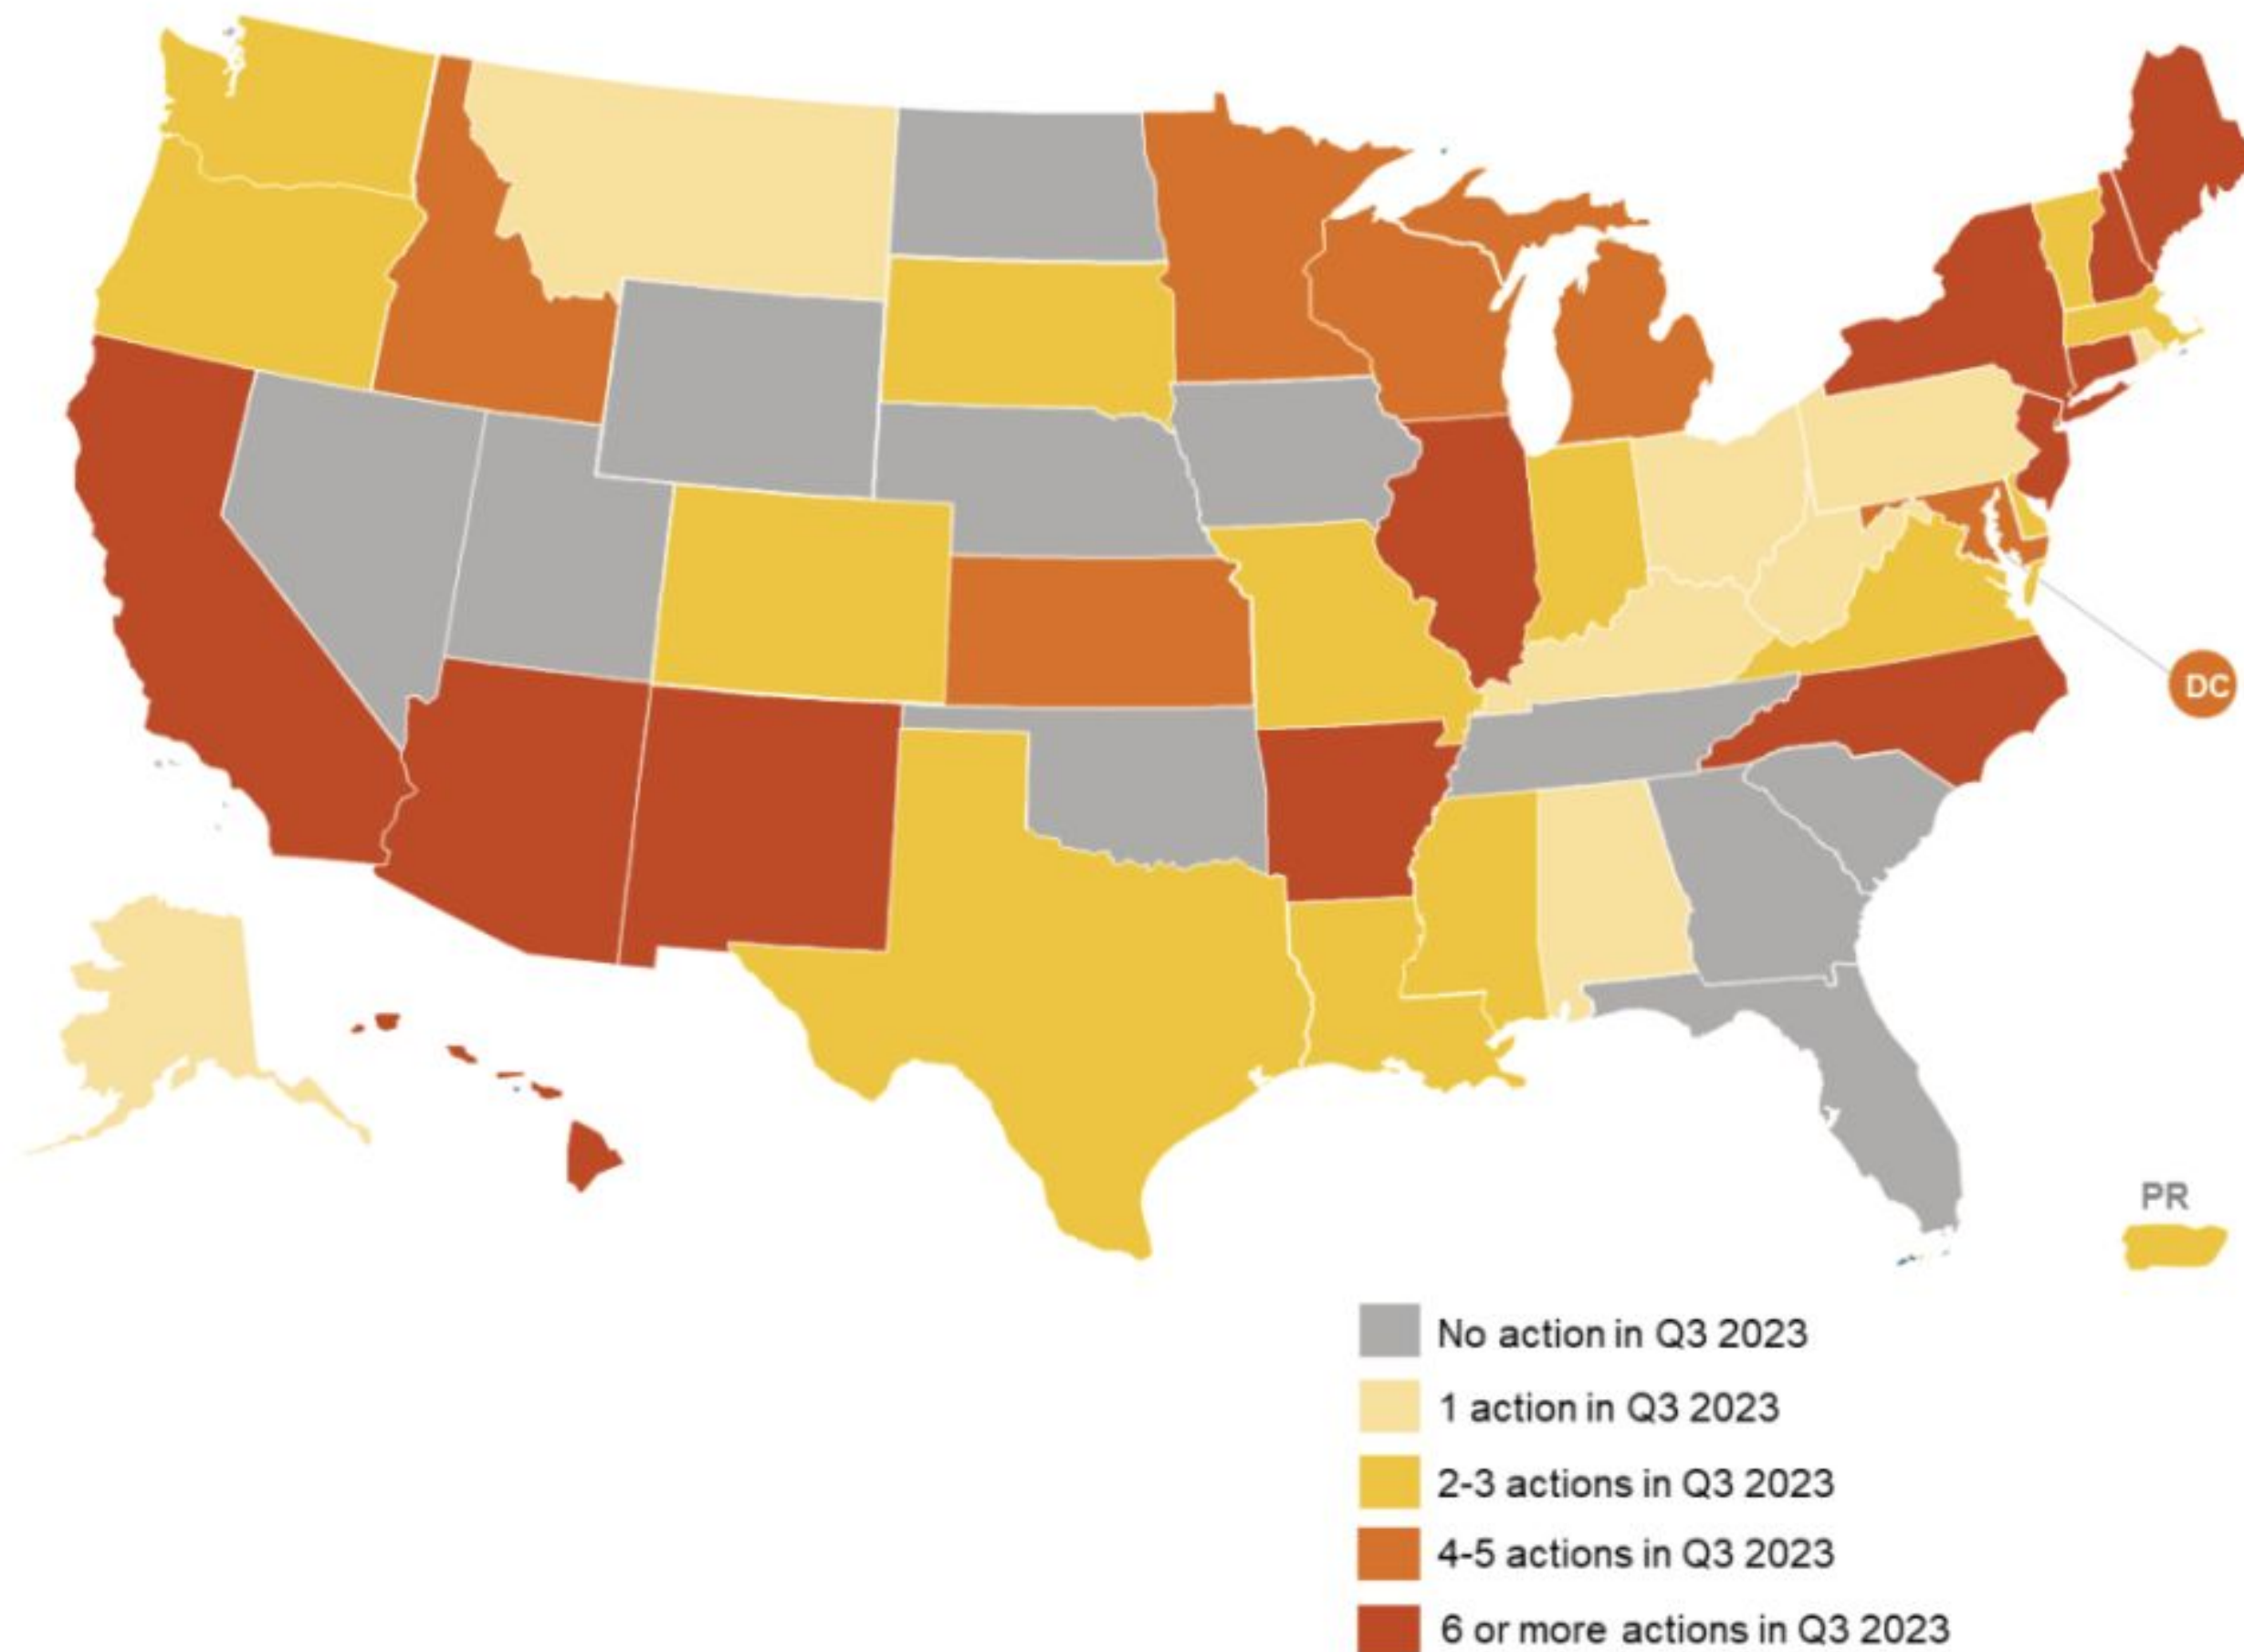 DC
PR
No action in Q3 2023
1 action in Q3 2023
2-3 actions in Q3 2023
4-5 actions in Q3 2023
6 or more actions in Q3 2023